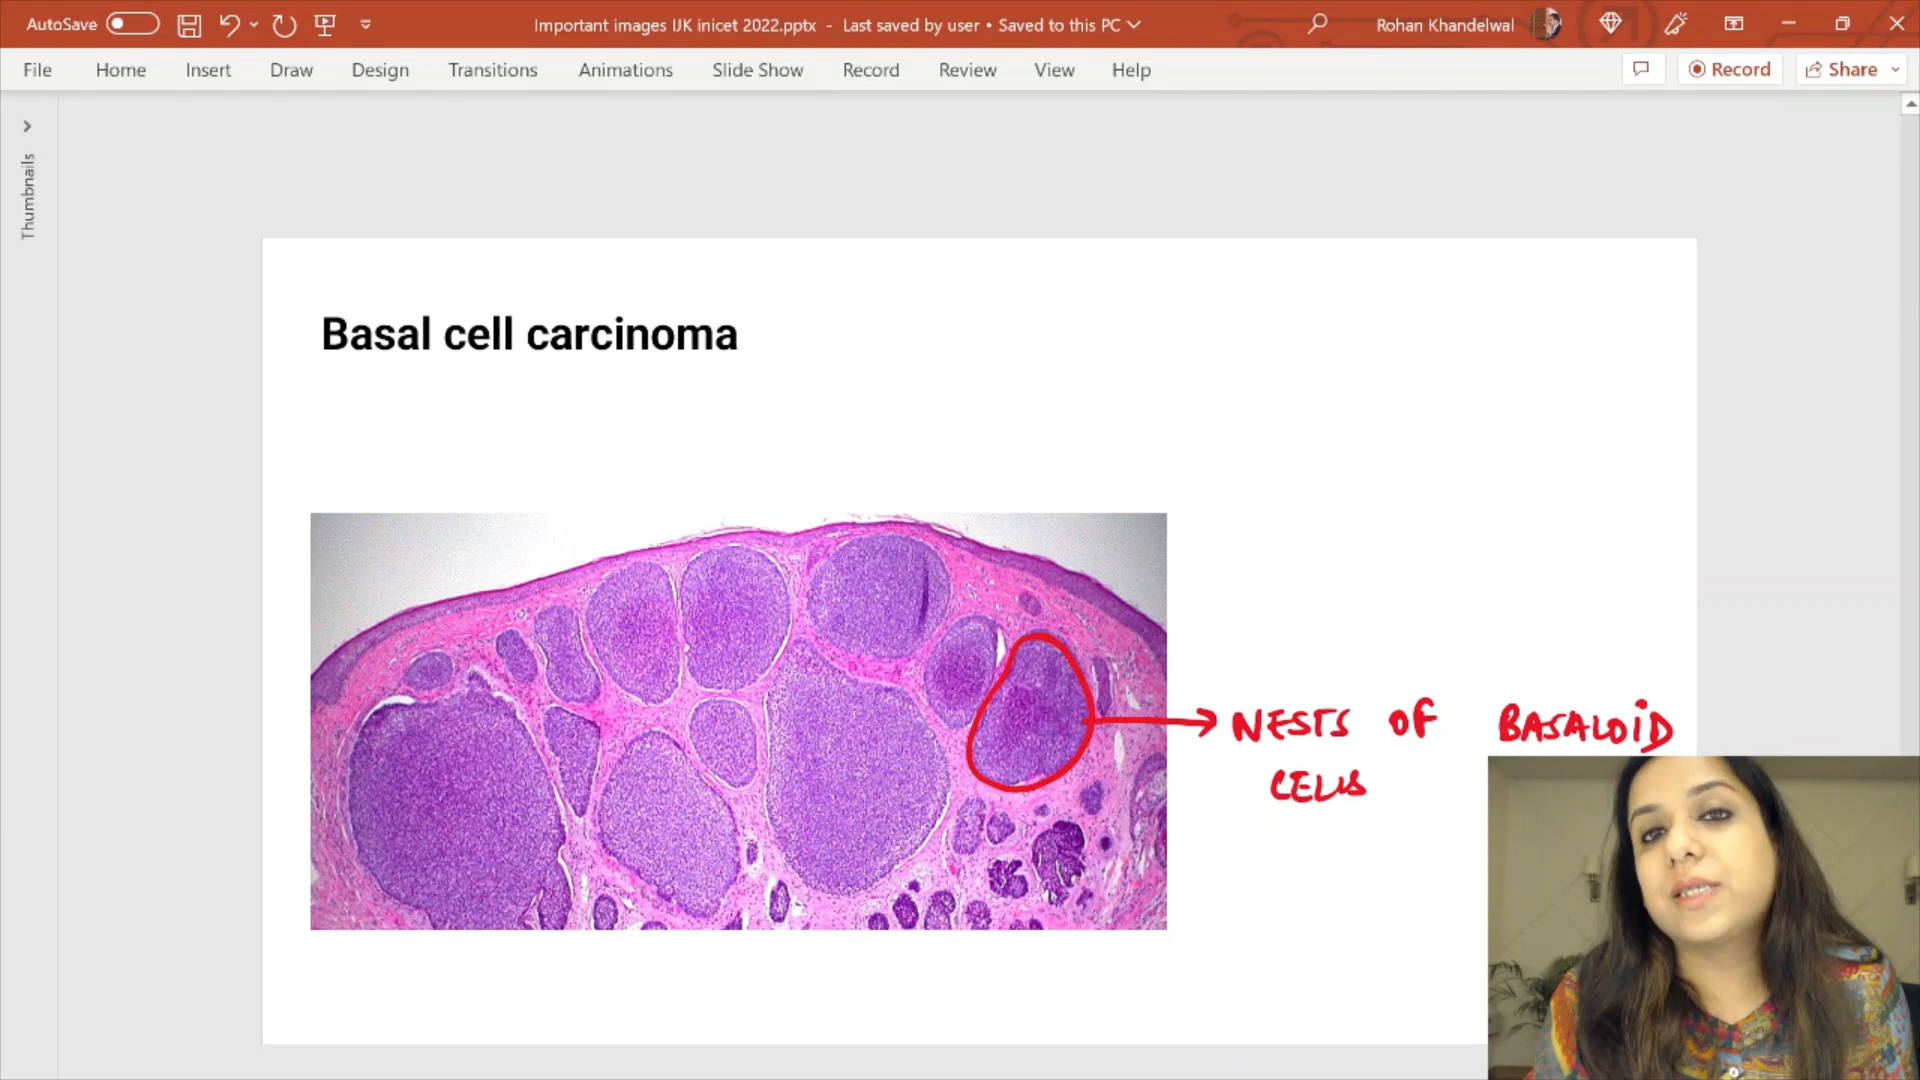 AutoSave
Important images IJK inicet 2022.pptx - Last saved by user • Saved to this PC
Rohan Khandelwal
File Home Insert Draw Design Transitions Animations Slide Show Record Review View Help
Record Share
Thumbnails
Basal cell carcinoma
NESTS OF BASALOID
CELLS